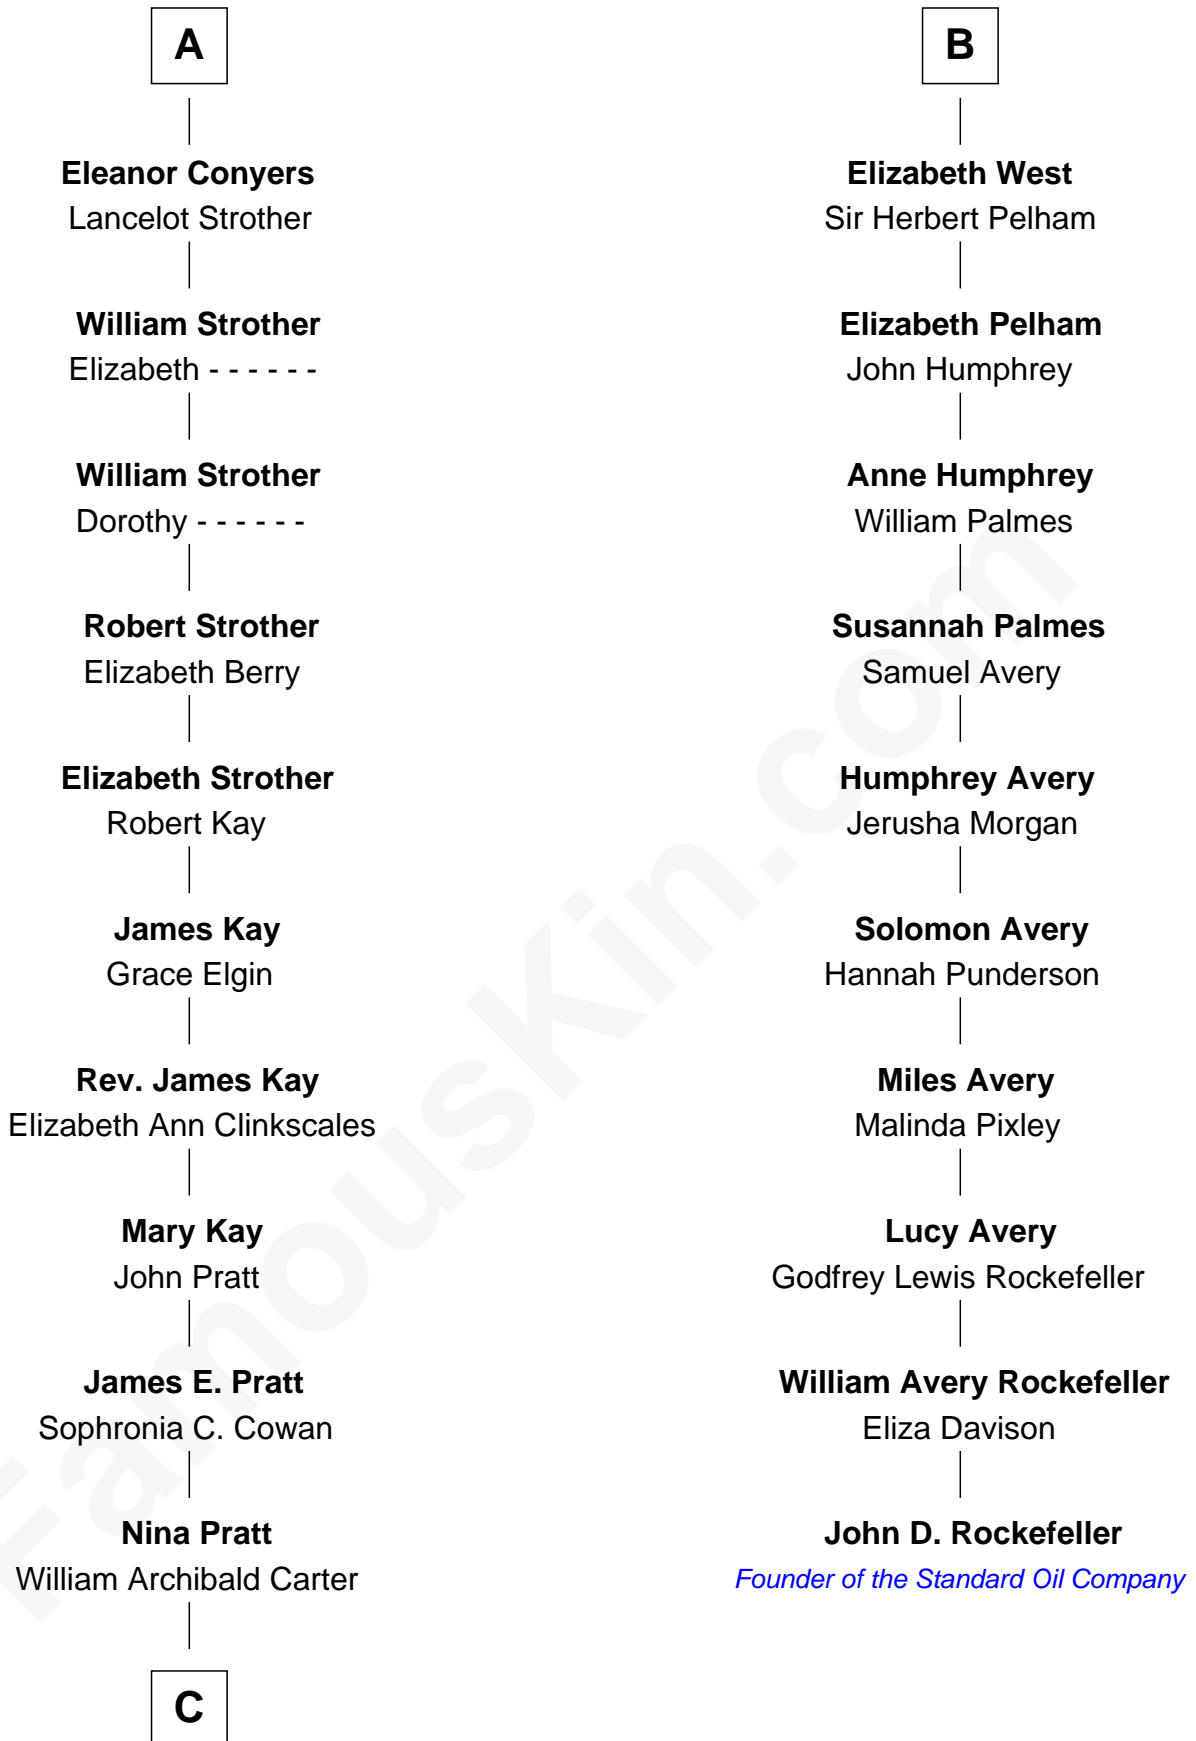 A
Eleanor Conyers
Lancelot Strother
William Strother
Elizabeth - - - - - -
William Strother
Dorothy - - - - - -
Robert Strother
Elizabeth Berry
Elizabeth Strother
Robert Kay
James Kay
Grace Elgin
Rev. James Kay
Elizabeth Ann Clinkscales
Mary Kay
John Pratt
James E. Pratt
Sophronia C. Cowan
Nina Pratt
William Archibald Carter
C
B
Elizabeth West
Sir Herbert Pelham
Elizabeth Pelham
John Humphrey
Anne Humphrey
William Palmes
Susannah Palmes
Samuel Avery
Humphrey Avery
Jerusha Morgan
Solomon Avery
Hannah Punderson
Miles Avery
Malinda Pixley
Lucy Avery
Godfrey Lewis Rockefeller
William Avery Rockefeller
Eliza Davison
John D. Rockefeller
Founder of the Standard Oil Company
FamousKin.com